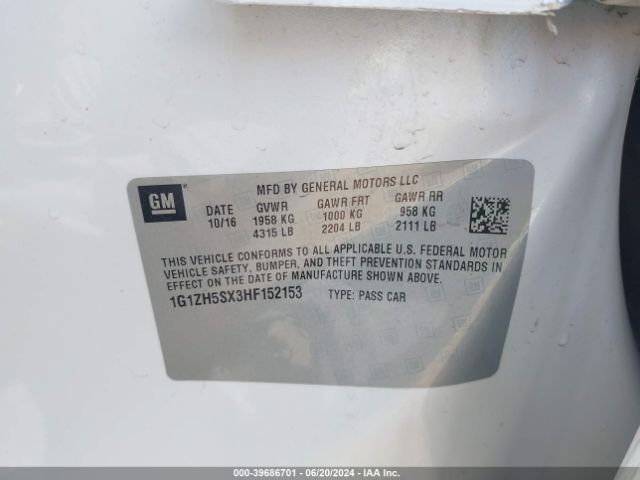 GM
MFD BY GENERAL MOTORS LLC
DATE GVWR GAWR FRT GAWR RR
10/16 1958 KG 1000 KG 958 KG
4315 LB 2204 LB 2111 LB
THIS VEHICLE CONFORMS TO ALL APPLICABLE U.S. FEDERAL MOTOR
VEHICLE SAFETY, BUMPER, AND THEFT PREVENTION STANDARDS IN
EFFECT ON THE DATE OF MANUFACTURE SHOWN ABOVE.
1G1ZH5SX3HF152153 TYPE: PASS CAR
000-39686701 - 06/20/2024 - IAA Inc.